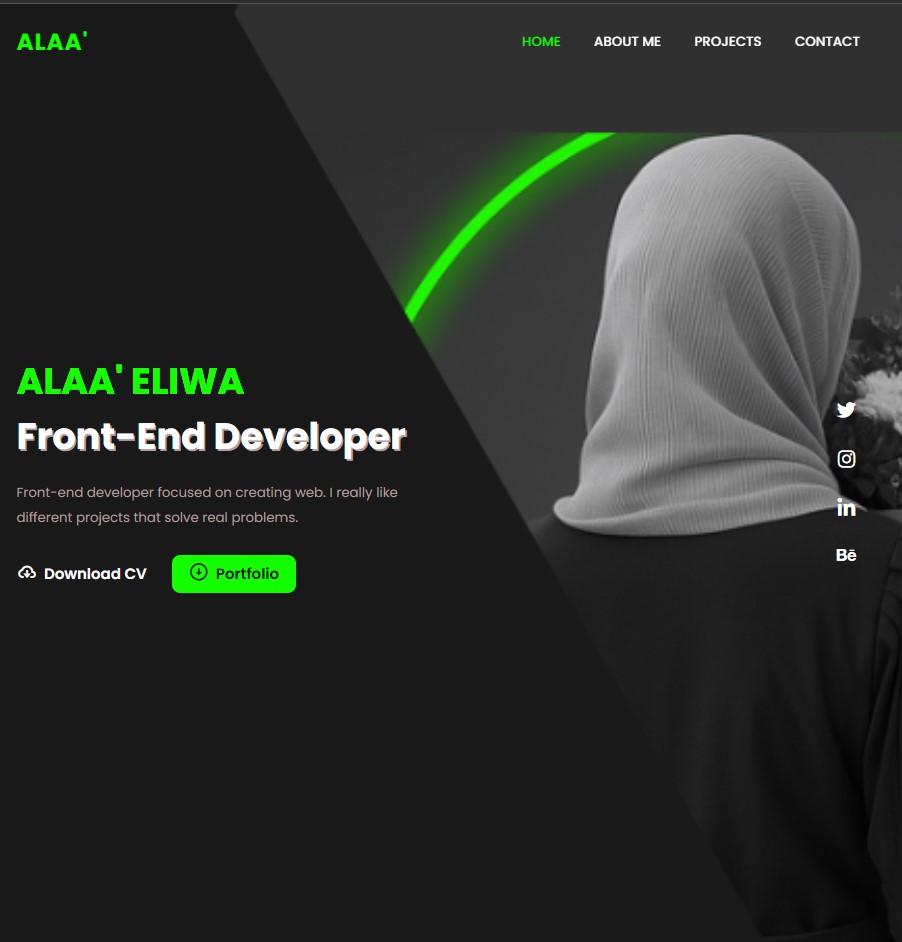 ALAA'
HOME ABOUT ME PROJECTS CONTACT
ALAA' ELIWA
Front-End Developer
Front-end developer focused on creating web. I really like
different projects that solve real problems.
Download CV Portfolio
in
Bē